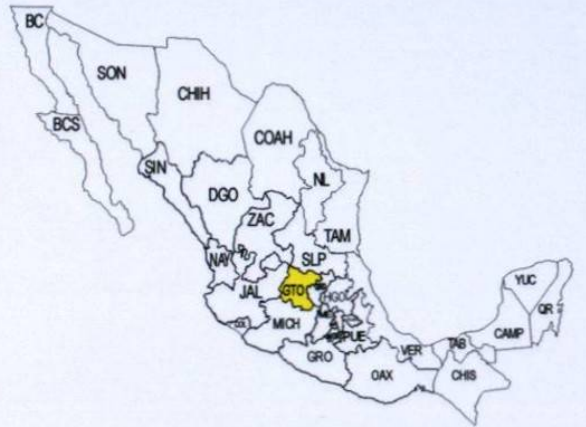 BC
SON
CHIH
BCS
COAH
SIN
NL
DGO
ZAC
TAM
NAY
SLP
JAL
GTO
HGO
MICH
PUE
GRO
VER
OAX
TAB
CHIS
CAMP
YUC
QR